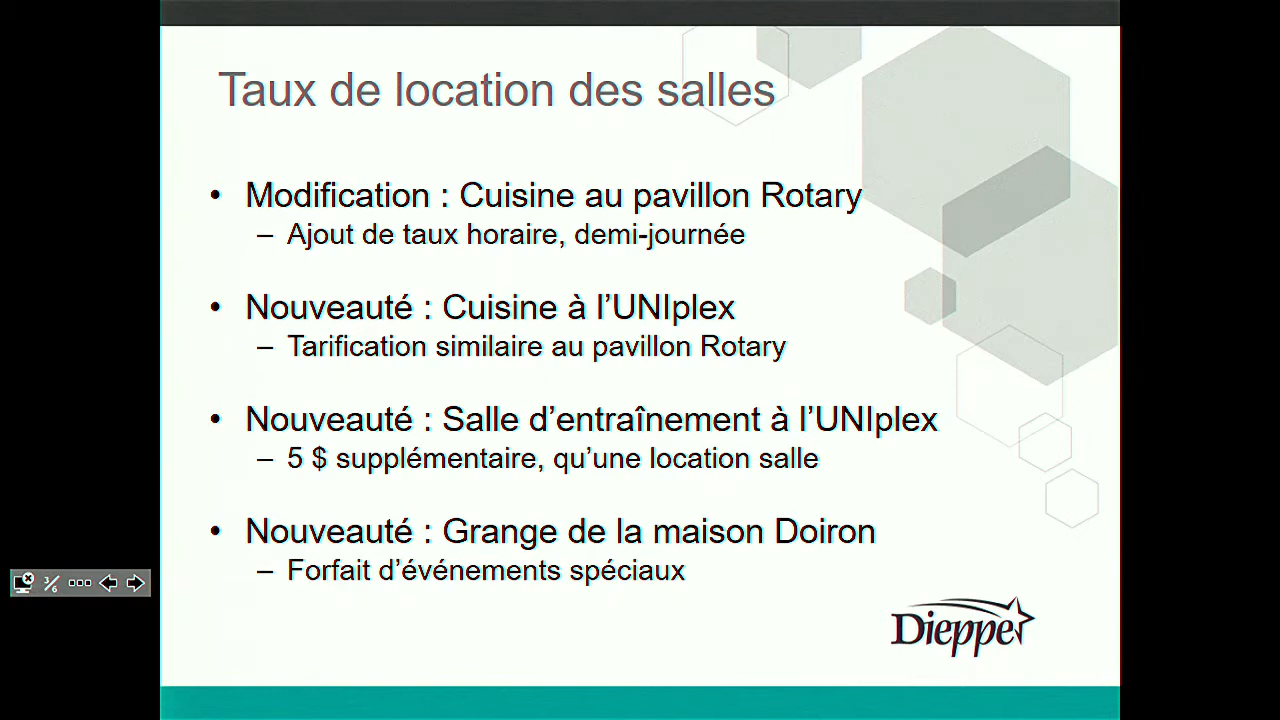 Taux de location des salles
• Modification : Cuisine au pavillon Rotary
– Ajout de taux horaire, demi-journée
• Nouveauté : Cuisine à l’UNIplex
– Tarification similaire au pavillon Rotary
• Nouveauté : Salle d’entraînement à l’UNIplex
– 5 $ supplémentaire, qu’une location salle
• Nouveauté : Grange de la maison Doiron
– Forfait d’événements spéciaux
3/6
Dieppe